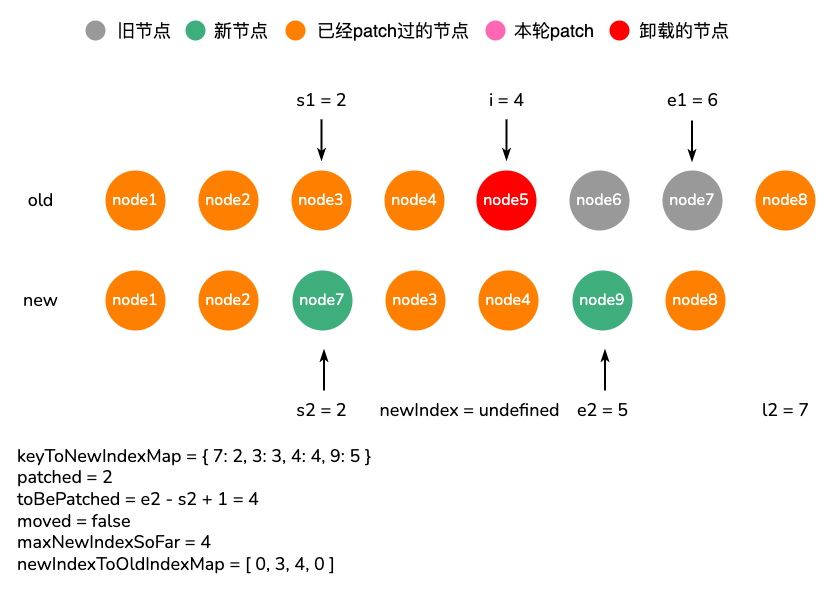 旧节点 新节点 已经patch过的节点 本轮patch 卸载的节点
s1 = 2 i = 4 e1 = 6
old node1 node2 node3 node4 node5 node6 node7 node8
new node1 node2 node7 node3 node4 node9 node8
s2 = 2 newIndex = undefined e2 = 5 l2 = 7
keyToNewIndexMap = { 7: 2, 3: 3, 4: 4, 9: 5 }
patched = 2
toBePatched = e2 - s2 + 1 = 4
moved = false
maxNewIndexSoFar = 4
newIndexToOldIndexMap = [ 0, 3, 4, 0 ]